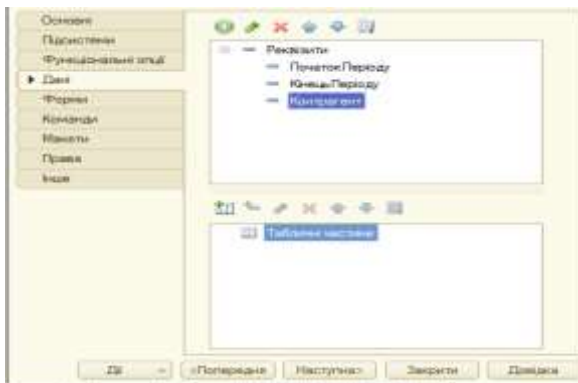 Основні
Підсистеми
Функціональні опції
Дані
Форми
Команди
Макети
Права
Інше
Реквізити
ПочатокПеріоду
КінецьПеріоду
Контрагент
Табличні частини
Дії
<Попередня
Наступна>
Закрити
Довідка